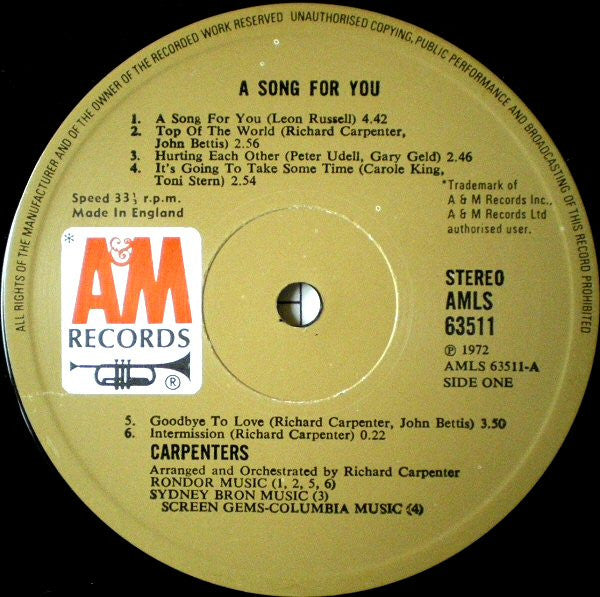 ALL RIGHTS OF THE MANUFACTURER AND OF THE OWNER OF THE RECORDED WORK RESERVED UNAUTHORISED COPYING, PUBLIC PERFORMANCE AND BROADCASTING OF THIS RECORD PROHIBITED
A SONG FOR YOU
1. A Song For You (Leon Russell) 4.42
2. Top Of The World (Richard Carpenter,
John Bettis) 2.56
3. Hurting Each Other (Peter Udell, Gary Geld) 2.46
4. It's Going To Take Some Time (Carole King,
Toni Stern) 2.54
Speed 33⅓ r.p.m.
Made In England
*Trademark of
A & M Records Inc.,
A & M Records Ltd
authorised user.
*
A&M
RECORDS
®
STEREO
AMLS
63511
℗ 1972
AMLS 63511-A
SIDE ONE
5. Goodbye To Love (Richard Carpenter, John Bettis) 3.50
6. Intermission (Richard Carpenter) 0.22
CARPENTERS
Arranged and Orchestrated by Richard Carpenter
RONDOR MUSIC (1, 2, 5, 6)
SYDNEY BRON MUSIC (3)
SCREEN GEMS-COLUMBIA MUSIC (4)